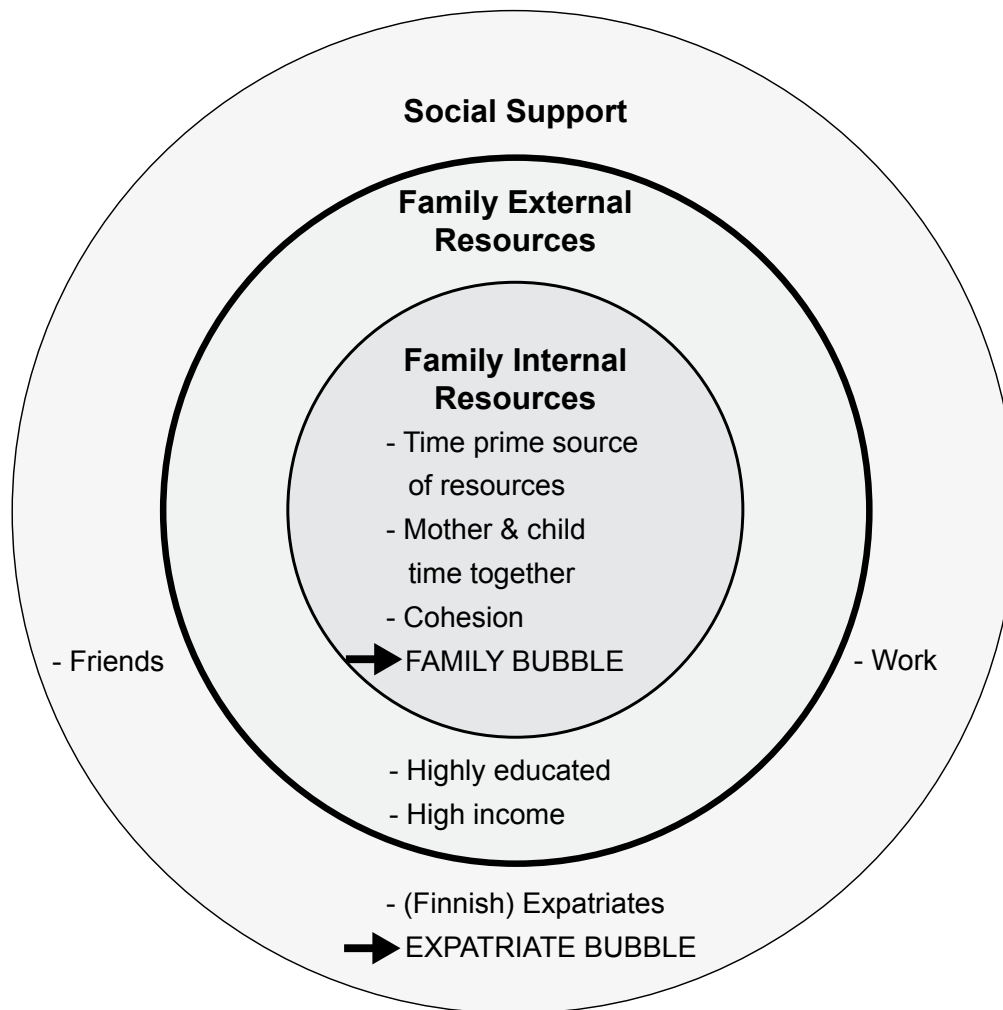 Social Support
Family External
Resources
Family Internal
Resources
- Time prime source
of resources
- Mother & child
time together
- Cohesion
FAMILY BUBBLE
- Friends
- Work
- Highly educated
- High income
- (Finnish) Expatriates
EXPATRIATE BUBBLE